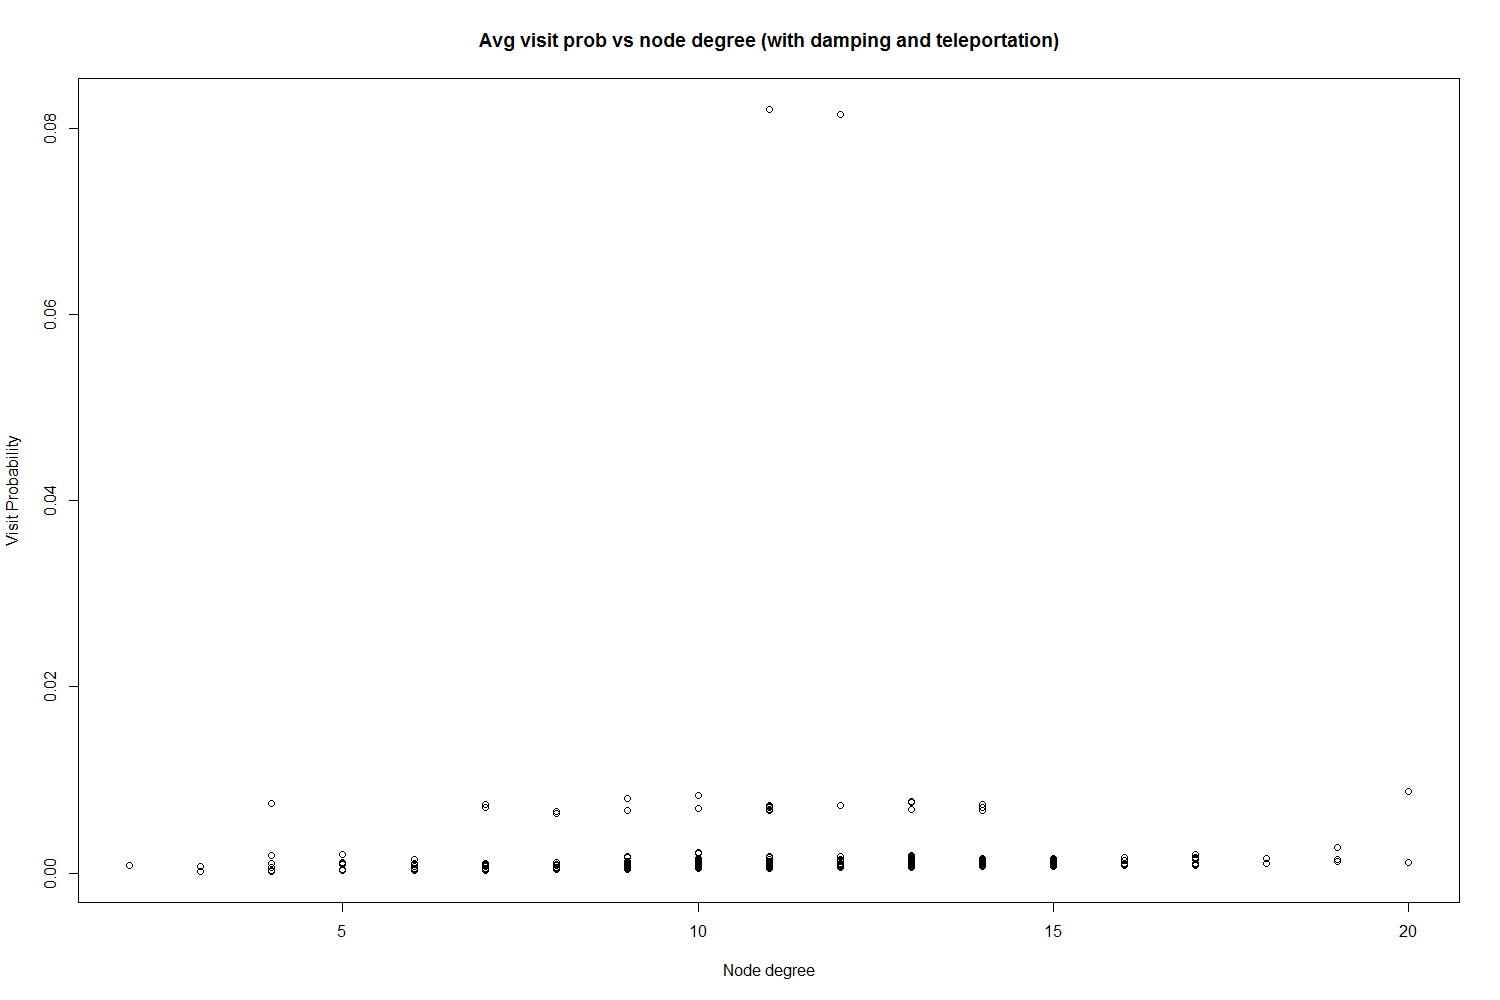 Avg visit prob vs node degree (with damping and teleportation)
0.08
0.06
0.04
0.02
0.00
Visit Probability
5 10 15 20
Node degree